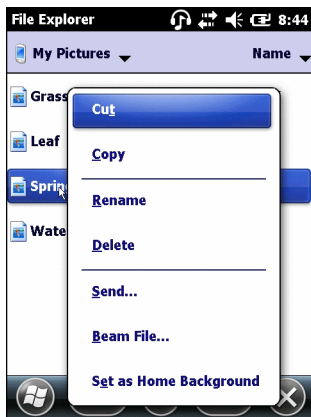 File Explorer 8:44
My Pictures Name
Grass
Cut
Leaf
Copy
Spring
Rename
Wate
Delete
Send...
Beam File...
Set as Home Background